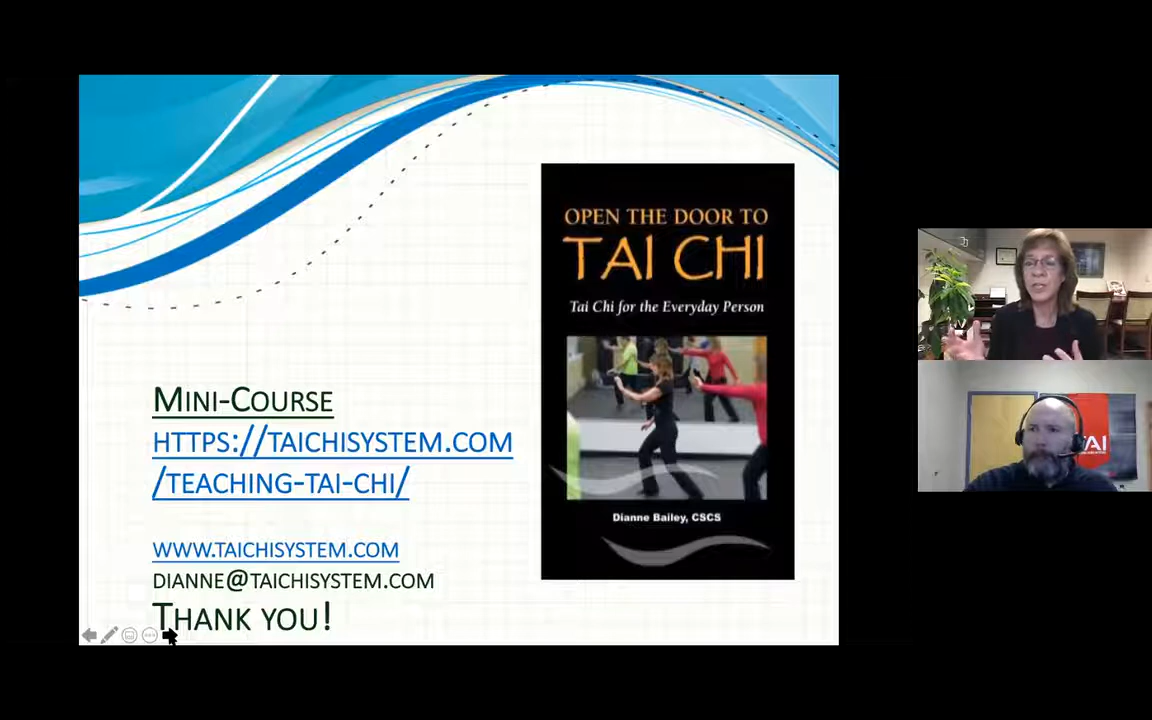 OPEN THE DOOR TO
TAI CHI
Tai Chi for the Everyday Person
Dianne Bailey, CSCS
MINI-COURSE
HTTPS://TAICHISYSTEM.COM
/TEACHING-TAI-CHI/
WWW.TAICHISYSTEM.COM
DIANNE@TAICHISYSTEM.COM
THANK YOU!